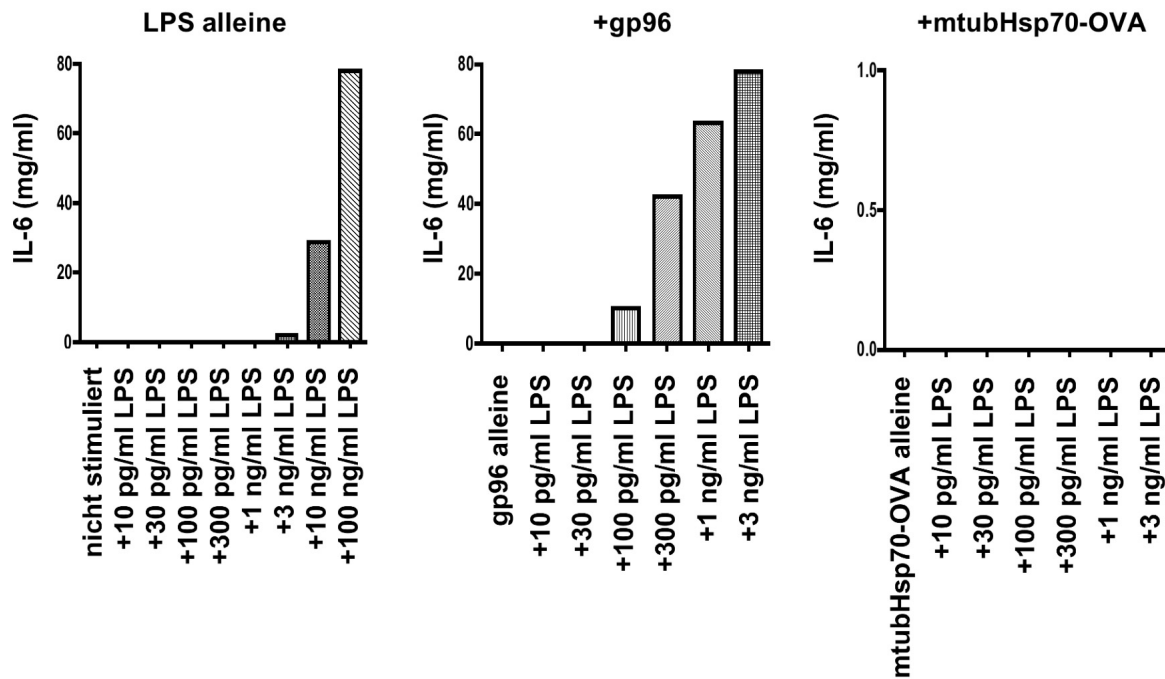 LPS alleine
IL-6 (mg/ml)
80
60
40
20
0
nicht stimuliert
+10 pg/ml LPS
+30 pg/ml LPS
+100 pg/ml LPS
+300 pg/ml LPS
+1 ng/ml LPS
+3 ng/ml LPS
+10 ng/ml LPS
+100 ng/ml LPS
+gp96
IL-6 (mg/ml)
80
60
40
20
0
gp96 alleine
+10 pg/ml LPS
+30 pg/ml LPS
+100 pg/ml LPS
+300 pg/ml LPS
+1 ng/ml LPS
+3 ng/ml LPS
+mtubHsp70-OVA
IL-6 (mg/ml)
1.0
0.5
0.0
mtubHsp70-OVA alleine
+10 pg/ml LPS
+30 pg/ml LPS
+100 pg/ml LPS
+300 pg/ml LPS
+1 ng/ml LPS
+3 ng/ml LPS